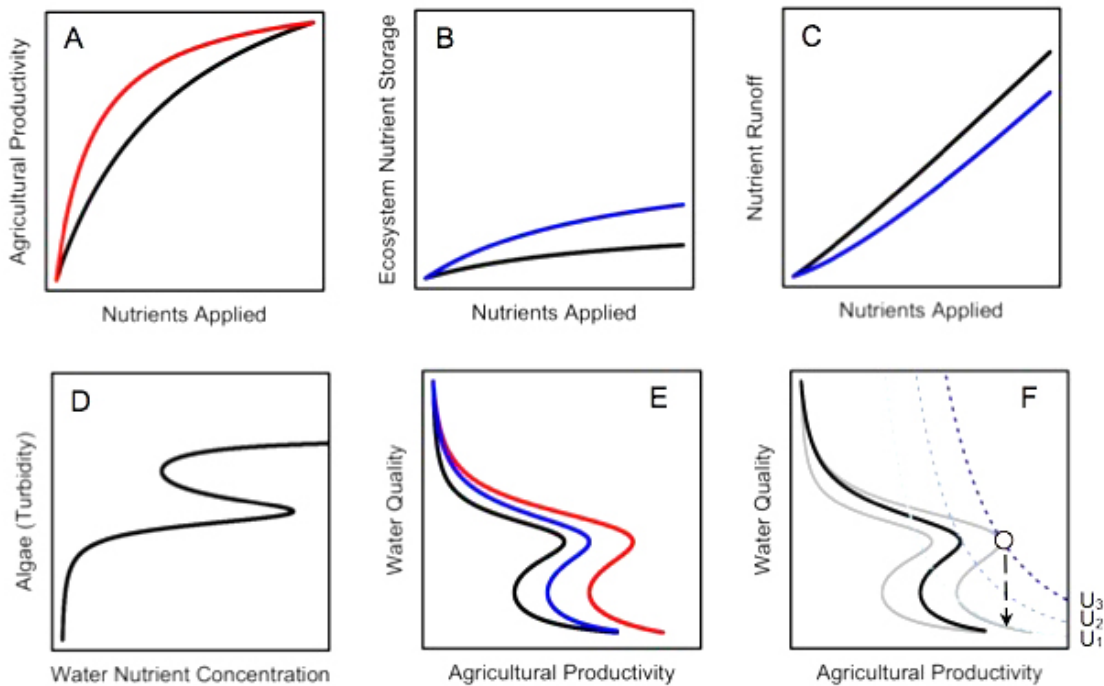 A
Agricultural Productivity
Nutrients Applied
B
Ecosystem Nutrient Storage
Nutrients Applied
C
Nutrient Runoff
Nutrients Applied
D
Algae (Turbidity)
Water Nutrient Concentration
E
Water Quality
Agricultural Productivity
F
Water Quality
U3
U2
U1
Agricultural Productivity